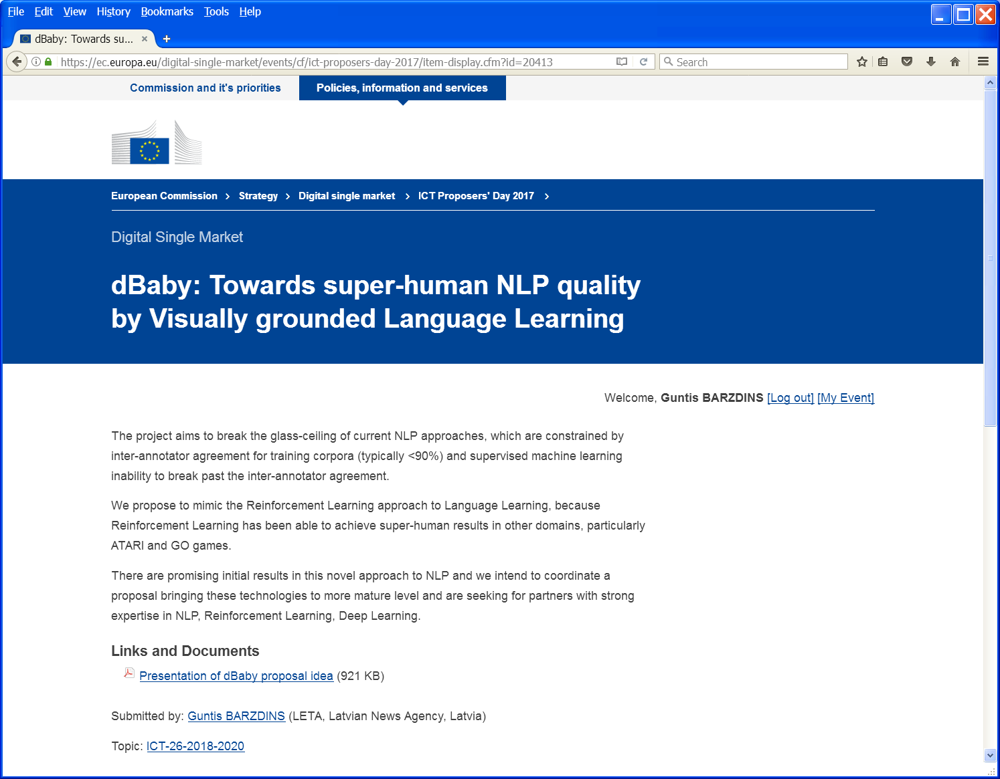 File Edit View History Bookmarks Tools Help
dBaby: Towards su...
https://ec.europa.eu/digital-single-market/events/cf/ict-proposers-day-2017/item-display.cfm?id=20413
Search
Commission and it's priorities
Policies, information and services
European Commission > Strategy > Digital single market > ICT Proposers' Day 2017 >
Digital Single Market
dBaby: Towards super-human NLP quality
by Visually grounded Language Learning
Welcome, Guntis BARZDINS [Log out] [My Event]
The project aims to break the glass-ceiling of current NLP approaches, which are constrained by
inter-annotator agreement for training corpora (typically <90%) and supervised machine learning
inability to break past the inter-annotator agreement.
We propose to mimic the Reinforcement Learning approach to Language Learning, because
Reinforcement Learning has been able to achieve super-human results in other domains, particularly
ATARI and GO games.
There are promising initial results in this novel approach to NLP and we intend to coordinate a
proposal bringing these technologies to more mature level and are seeking for partners with strong
expertise in NLP, Reinforcement Learning, Deep Learning.
Links and Documents
Presentation of dBaby proposal idea (921 KB)
Submitted by: Guntis BARZDINS (LETA, Latvian News Agency, Latvia)
Topic: ICT-26-2018-2020